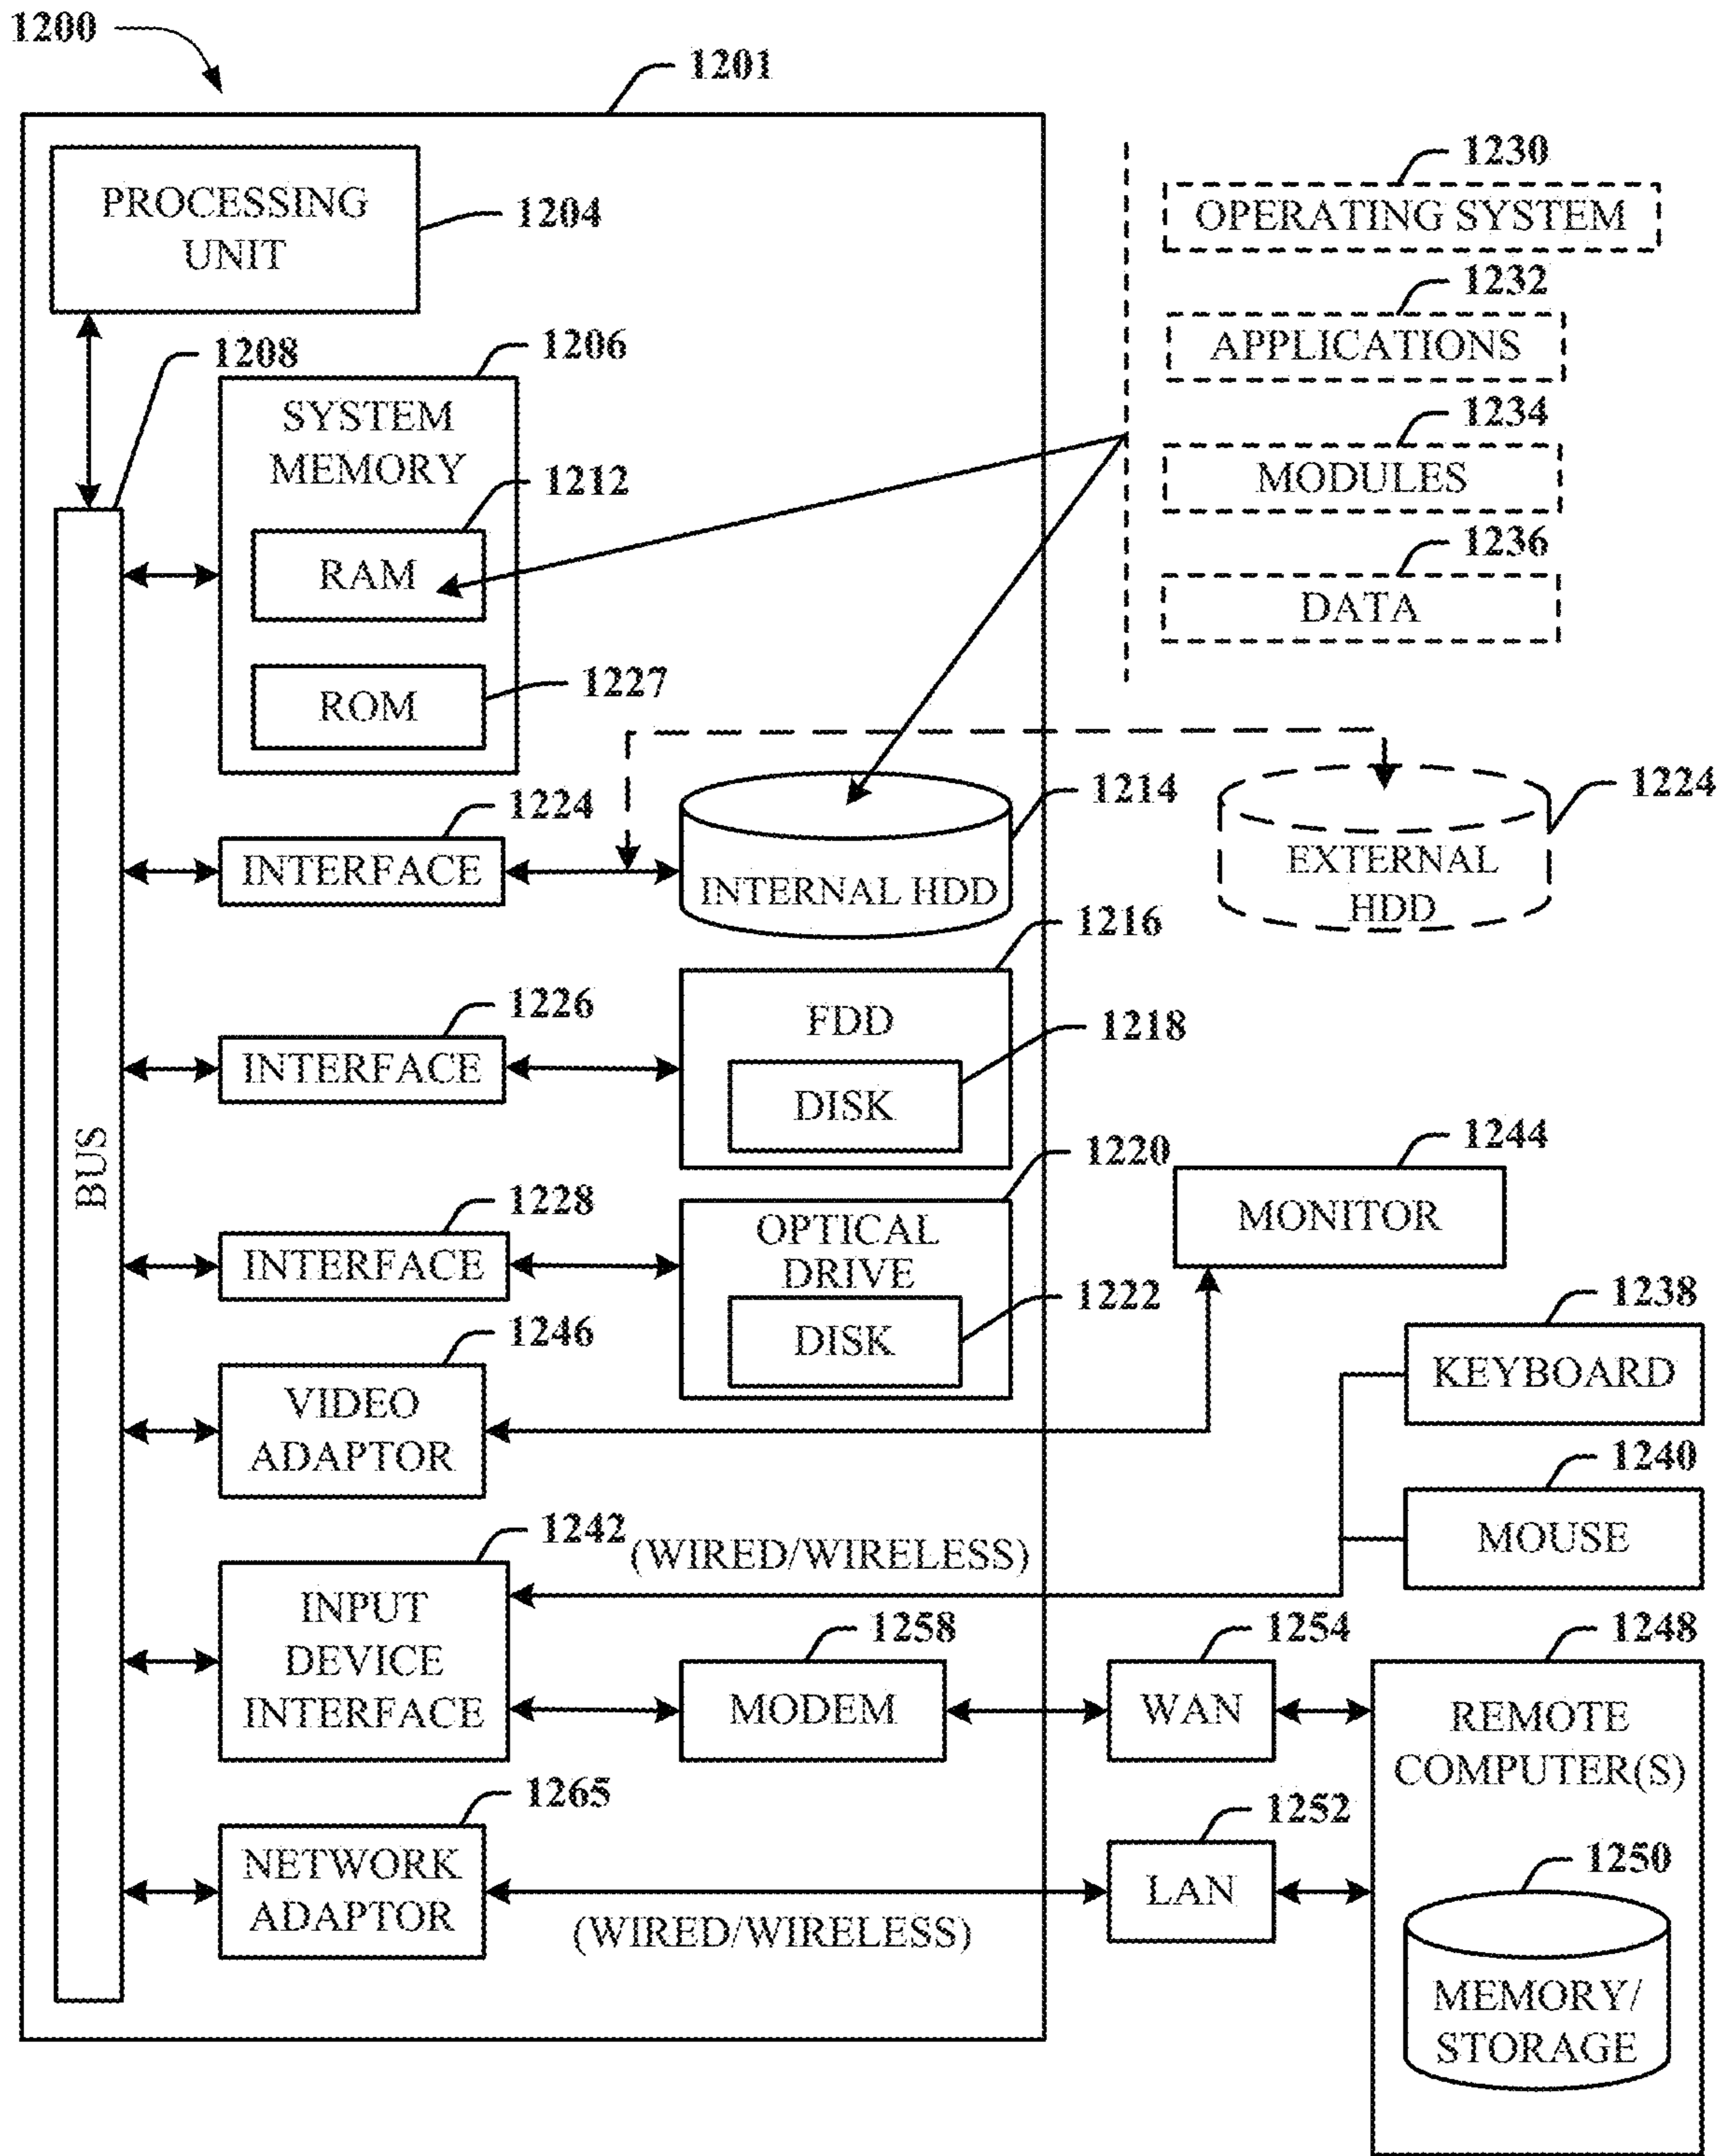 1200
1201
PROCESSING
UNIT
1204
1230
OPERATING SYSTEM
1232
APPLICATIONS
1234
MODULES
1236
DATA
1208
1206
SYSTEM
MEMORY
1212
RAM
1227
ROM
1224
INTERFACE
1214
INTERNAL HDD
1224
EXTERNAL
HDD
1216
FDD
1226
INTERFACE
1218
DISK
BUS
1220
OPTICAL
DRIVE
1228
INTERFACE
1222
DISK
1244
MONITOR
1246
VIDEO
ADAPTOR
1238
KEYBOARD
1240
MOUSE
1242
(WIRED/WIRELESS)
INPUT
DEVICE
INTERFACE
1258
MODEM
1254
WAN
1248
REMOTE
COMPUTER(S)
1265
NETWORK
ADAPTOR
(WIRED/WIRELESS)
1252
LAN
1250
MEMORY/
STORAGE